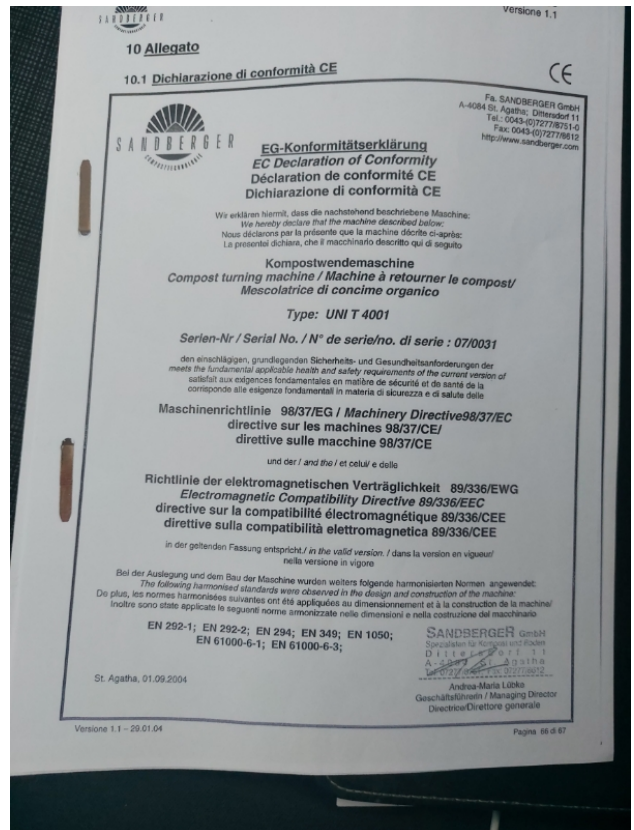 SANDBERGER
Versione 1.1
10 Allegato
10.1 Dichiarazione di conformità CE
CE
SANDBERGER
KOMPOSTTECHNIK
Fa. SANDBERGER GmbH
A-4084 St. Agatha; Dittersdorf 11
Tel.: 0043-(0)7277/8751-0
Fax: 0043-(0)7277/8612
http://www.sandberger.com
EG-Konformitätserklärung
EC Declaration of Conformity
Déclaration de conformité CE
Dichiarazione di conformità CE
Wir erklären hiermit, dass die nachstehend beschriebene Maschine:
We hereby declare that the machine described below:
Nous déclarons par la présente que la machine décrite ci-après:
La presentei dichiara, che il macchinario descritto qui di seguito
Kompostwendemaschine
Compost turning machine / Machine à retourner le compost/
Mescolatrice di concime organico
Type: UNI T 4001
Serien-Nr / Serial No. / N° de serie/no. di serie : 07/0031
den einschlägigen, grundlegenden Sicherheits- und Gesundheitsanforderungen der
meets the fundamental applicable health and safety requirements of the current version of
satisfait aux exigences fondamentales en matière de sécurité et de santé de la
corrisponde alle esigenze fondamentali in materia di sicurezza e di salute delle
Maschinenrichtlinie 98/37/EG / Machinery Directive98/37/EC
directive sur les machines 98/37/CE/
direttive sulle macchine 98/37/CE
und der / and the / et celui/ e delle
Richtlinie der elektromagnetischen Verträglichkeit 89/336/EWG
Electromagnetic Compatibility Directive 89/336/EEC
directive sur la compatibilité électromagnétique 89/336/CEE
direttive sulla compatibilità elettromagnetica 89/336/CEE
in der geltenden Fassung entspricht./ in the valid version. / dans la version en vigueur/
nella versione in vigore
Bei der Auslegung und dem Bau der Maschine wurden weiters folgende harmonisierten Normen angewendet:
The following harmonised standards were observed in the design and construction of the machine:
De plus, les normes harmonisées suivantes ont été appliquées au dimensionnement et à la construction de la machine/
Inoltre sono state applicate le seguenti norme armonizzate nelle dimensioni e nella costruzione del macchinario
EN 292-1; EN 292-2; EN 294; EN 349; EN 1050;
EN 61000-6-1; EN 61000-6-3;
SANDBERGER GmbH
Spezialisten für Kompost und Boden
Dittersdorf 11
A-4084 St. Agatha
St. Agatha, 01.09.2004
Andrea-Maria Lübke
Geschäftsführerin / Managing Director
Directrice/Direttore generale
Versione 1.1 – 29.01.04
Pagina 66 di 67